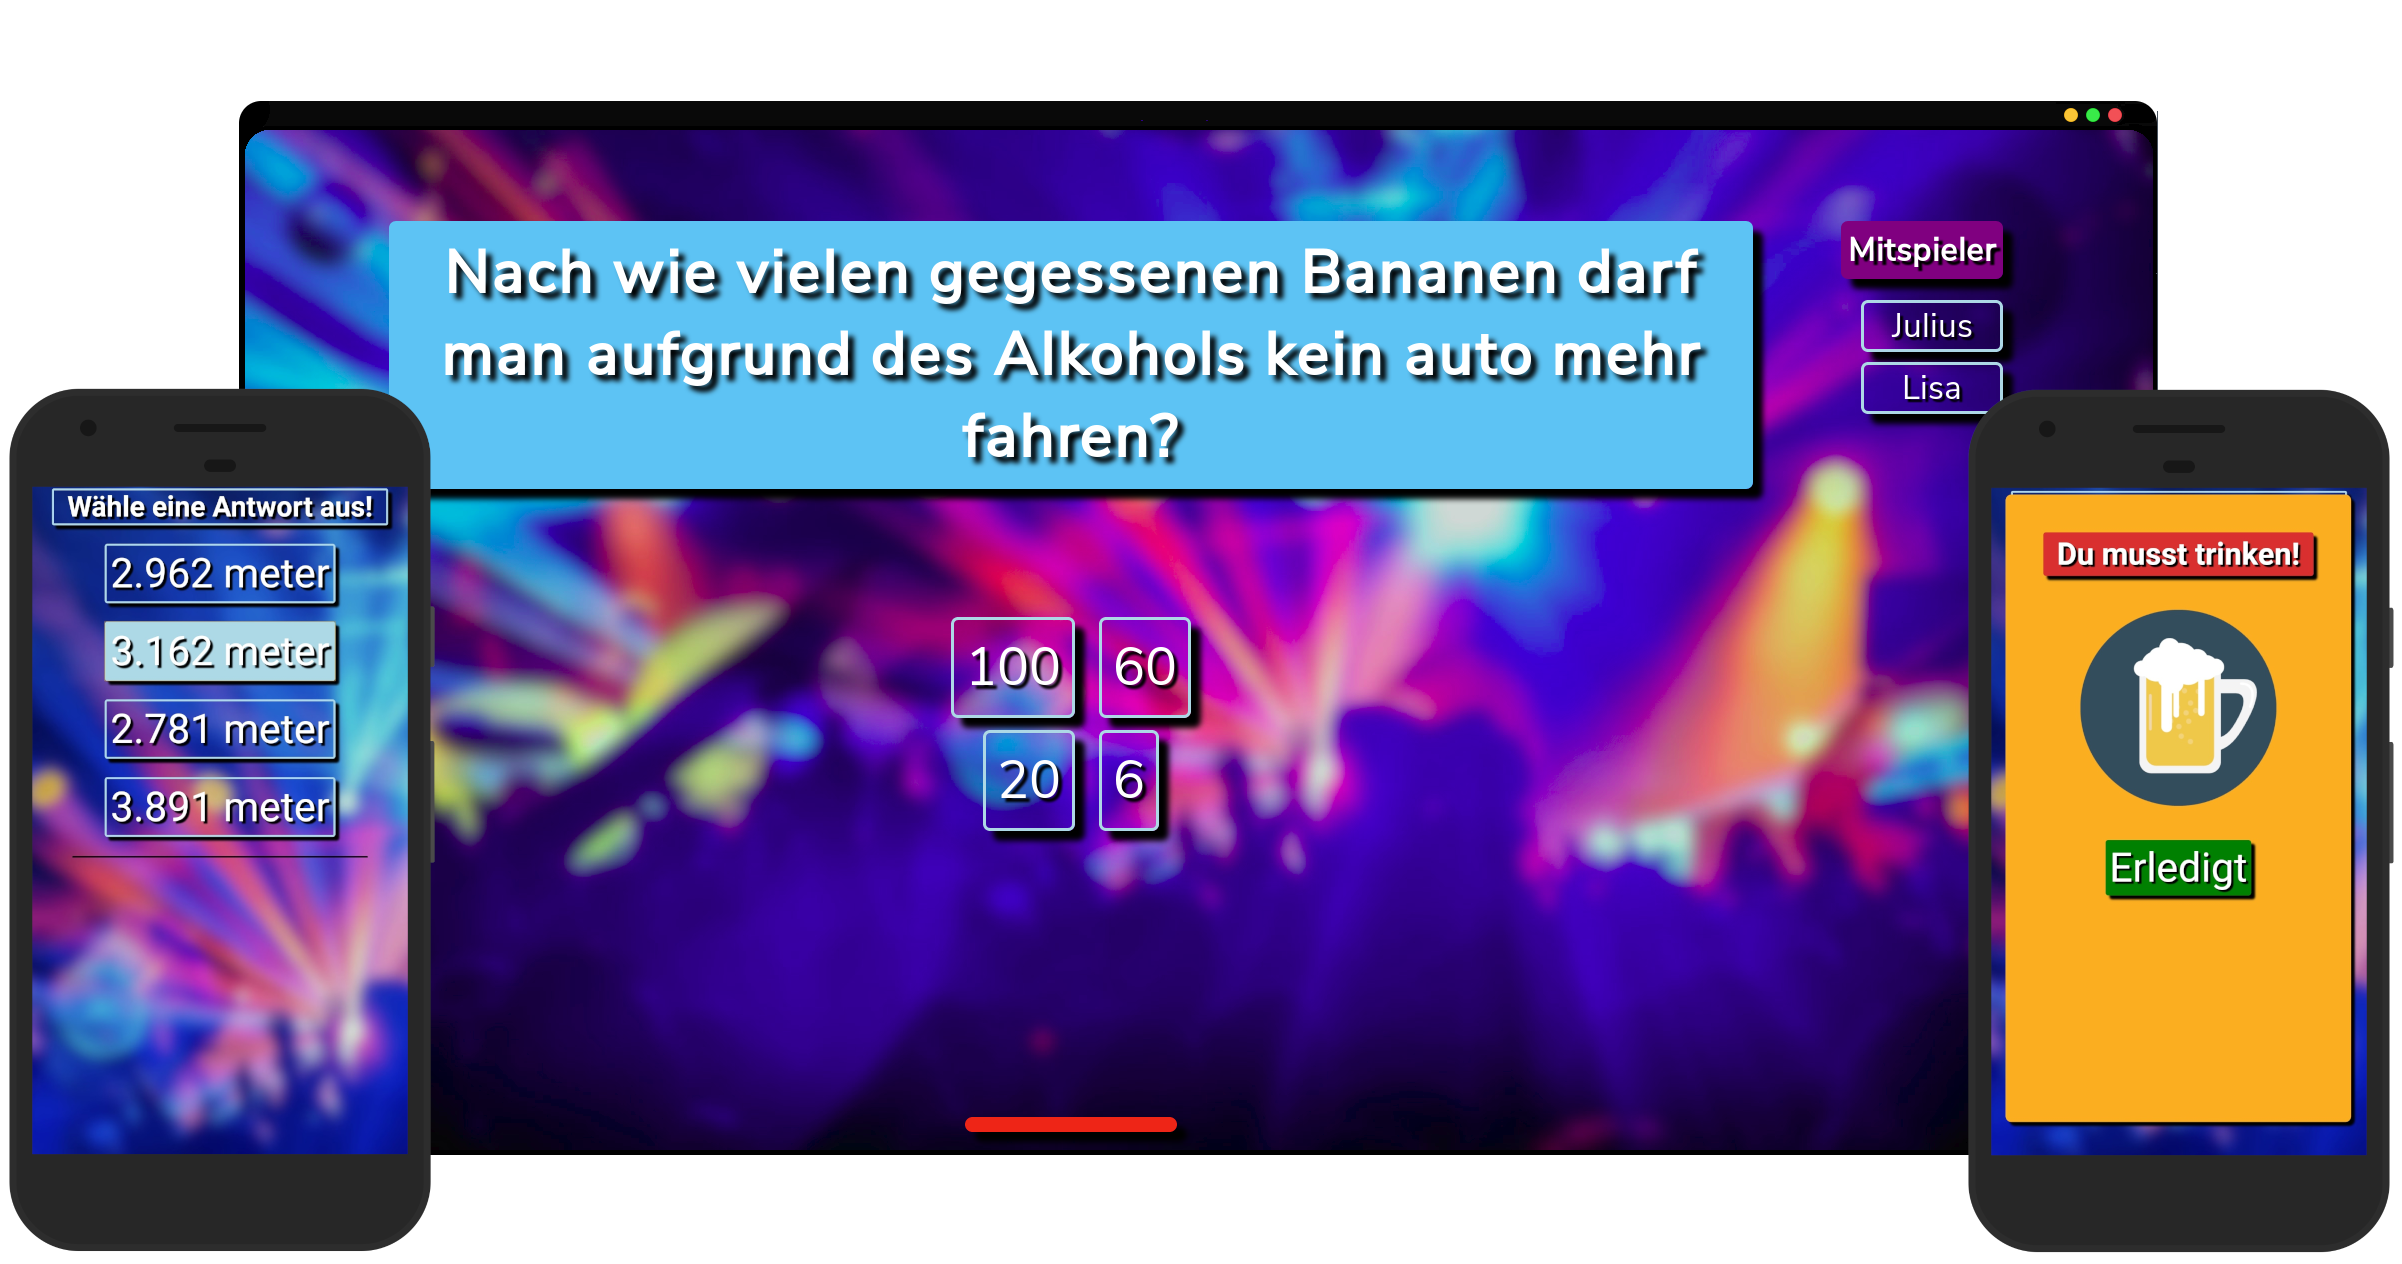 Nach wie vielen gegessenen Bananen darf
man aufgrund des Alkohols kein auto mehr
fahren?
Mitspieler
Julius
Lisa
100
60
20
6
Wähle eine Antwort aus!
2.962 meter
3.162 meter
2.781 meter
3.891 meter
Du musst trinken!
Erledigt